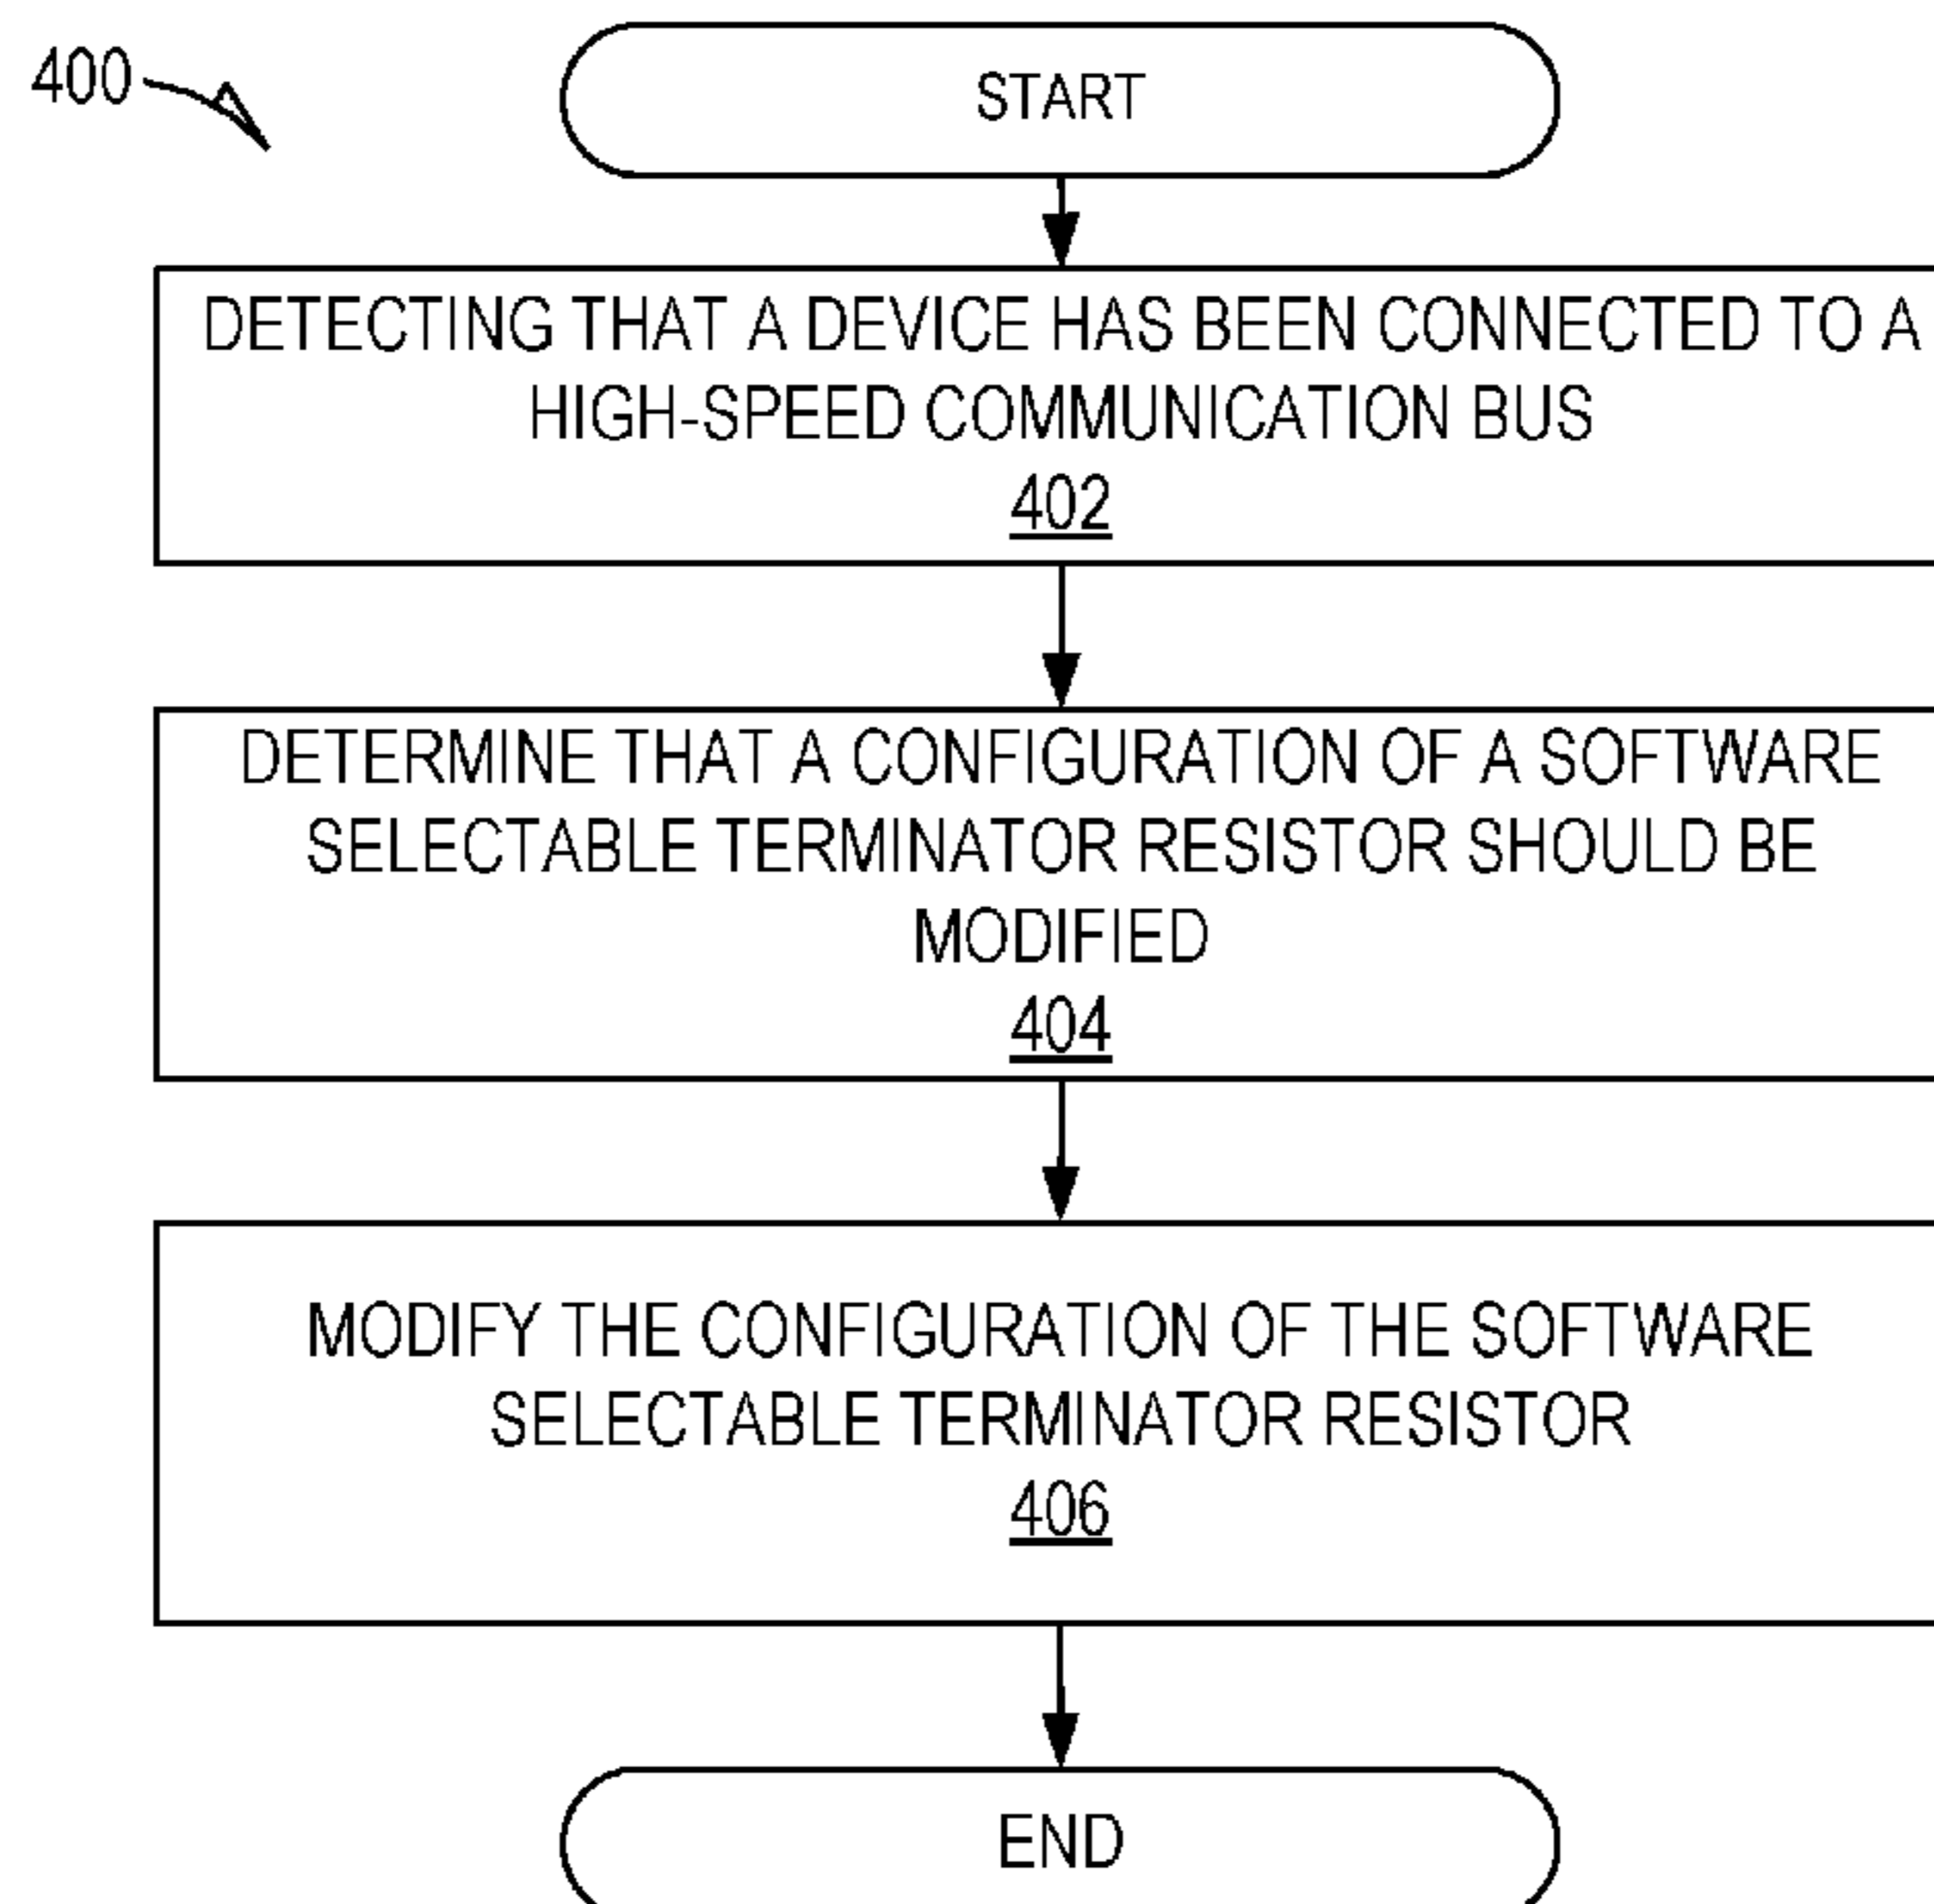 400
START
DETECTING THAT A DEVICE HAS BEEN CONNECTED TO A
HIGH-SPEED COMMUNICATION BUS
402
DETERMINE THAT A CONFIGURATION OF A SOFTWARE
SELECTABLE TERMINATOR RESISTOR SHOULD BE
MODIFIED
404
MODIFY THE CONFIGURATION OF THE SOFTWARE
SELECTABLE TERMINATOR RESISTOR
406
END